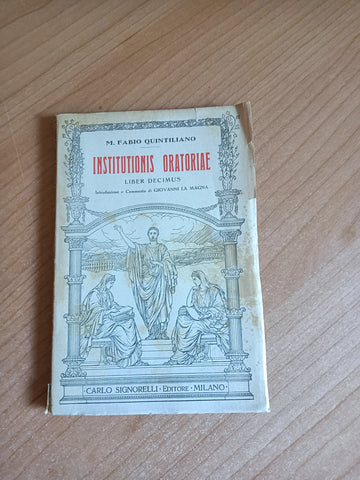 M. FABIO QUINTILIANO
INSTITUTIONIS ORATORIAE
LIBER DECIMUS
Introduzione e Commento di GIOVANNI LA MAGNA
· CARLO SIGNORELLI · EDITORE · MILANO ·